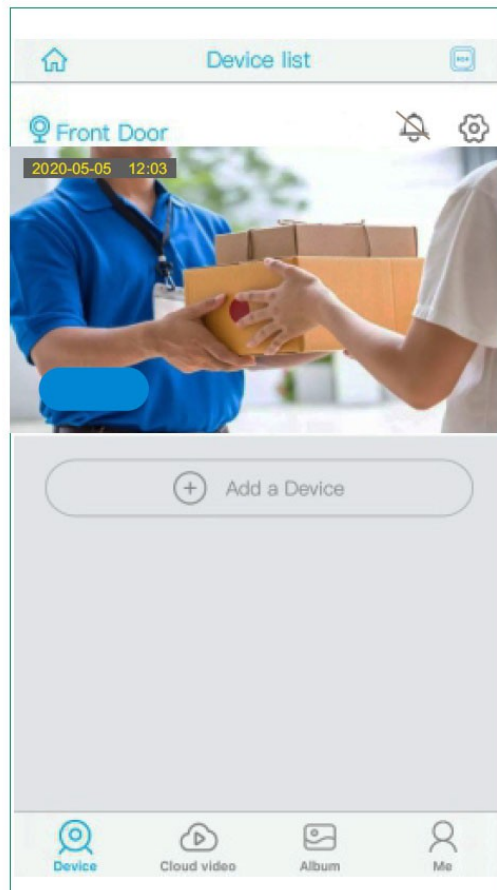 Device list
Front Door
2020-05-05 12:03
Add a Device
Device Cloud video Album Me